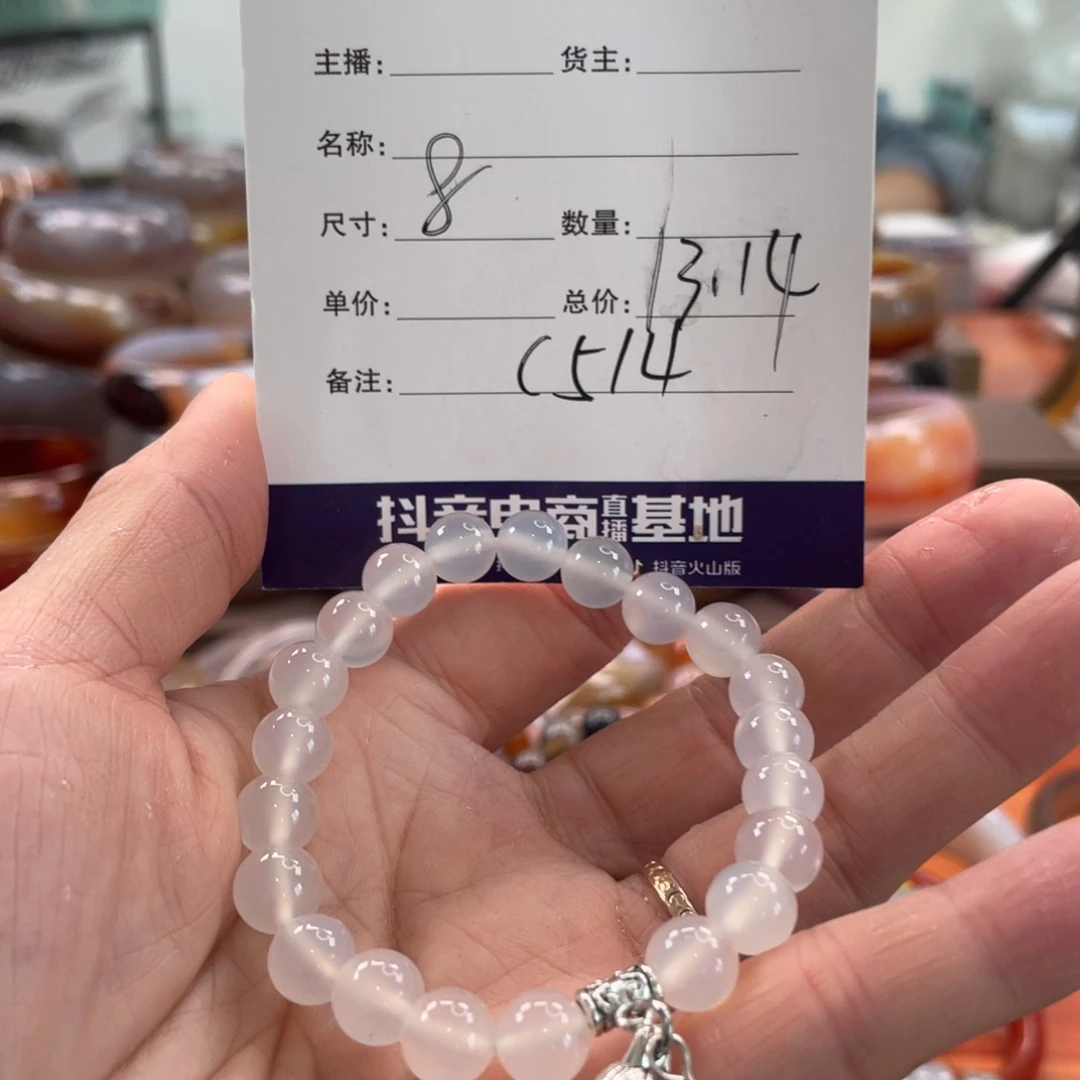 主播: 货主:
名称:
尺寸: 8 数量:
单价: 总价: 13.14
备注: C514
抖音电商直播基地
抖音火山版